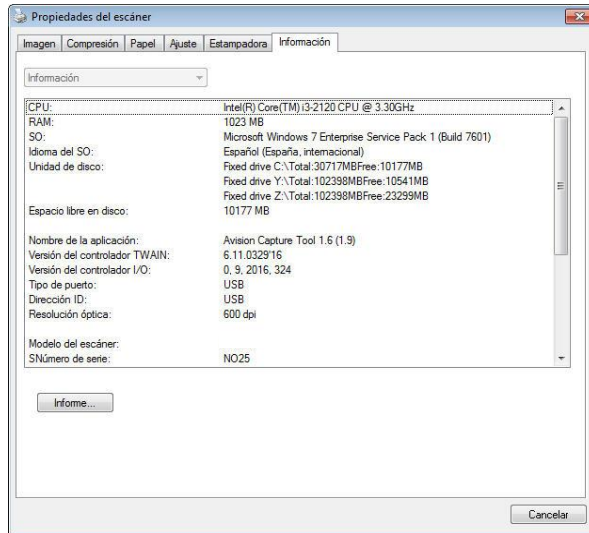 Propiedades del escáner
Imagen Compresión Papel Ajuste Estampadora Información
Información
CPU: Intel(R) Core(TM) i3-2120 CPU @ 3.30GHz
RAM: 1023 MB
SO: Microsoft Windows 7 Enterprise Service Pack 1 (Build 7601)
Idioma del SO: Español (España, internacional)
Unidad de disco: Fixed drive C:\Total:30717MBFree:10177MB
Fixed drive Y:\Total:102398MBFree:10541MB
Fixed drive Z:\Total:102398MBFree:23299MB
Espacio libre en disco: 10177 MB
Nombre de la aplicación: Avision Capture Tool 1.6 (1.9)
Versión del controlador TWAIN: 6.11.0329'16
Versión del controlador I/O: 0, 9, 2016, 324
Tipo de puerto: USB
Dirección ID: USB
Resolución óptica: 600 dpi
Modelo del escáner:
SNúmero de serie: NO25
Informe...
Cancelar